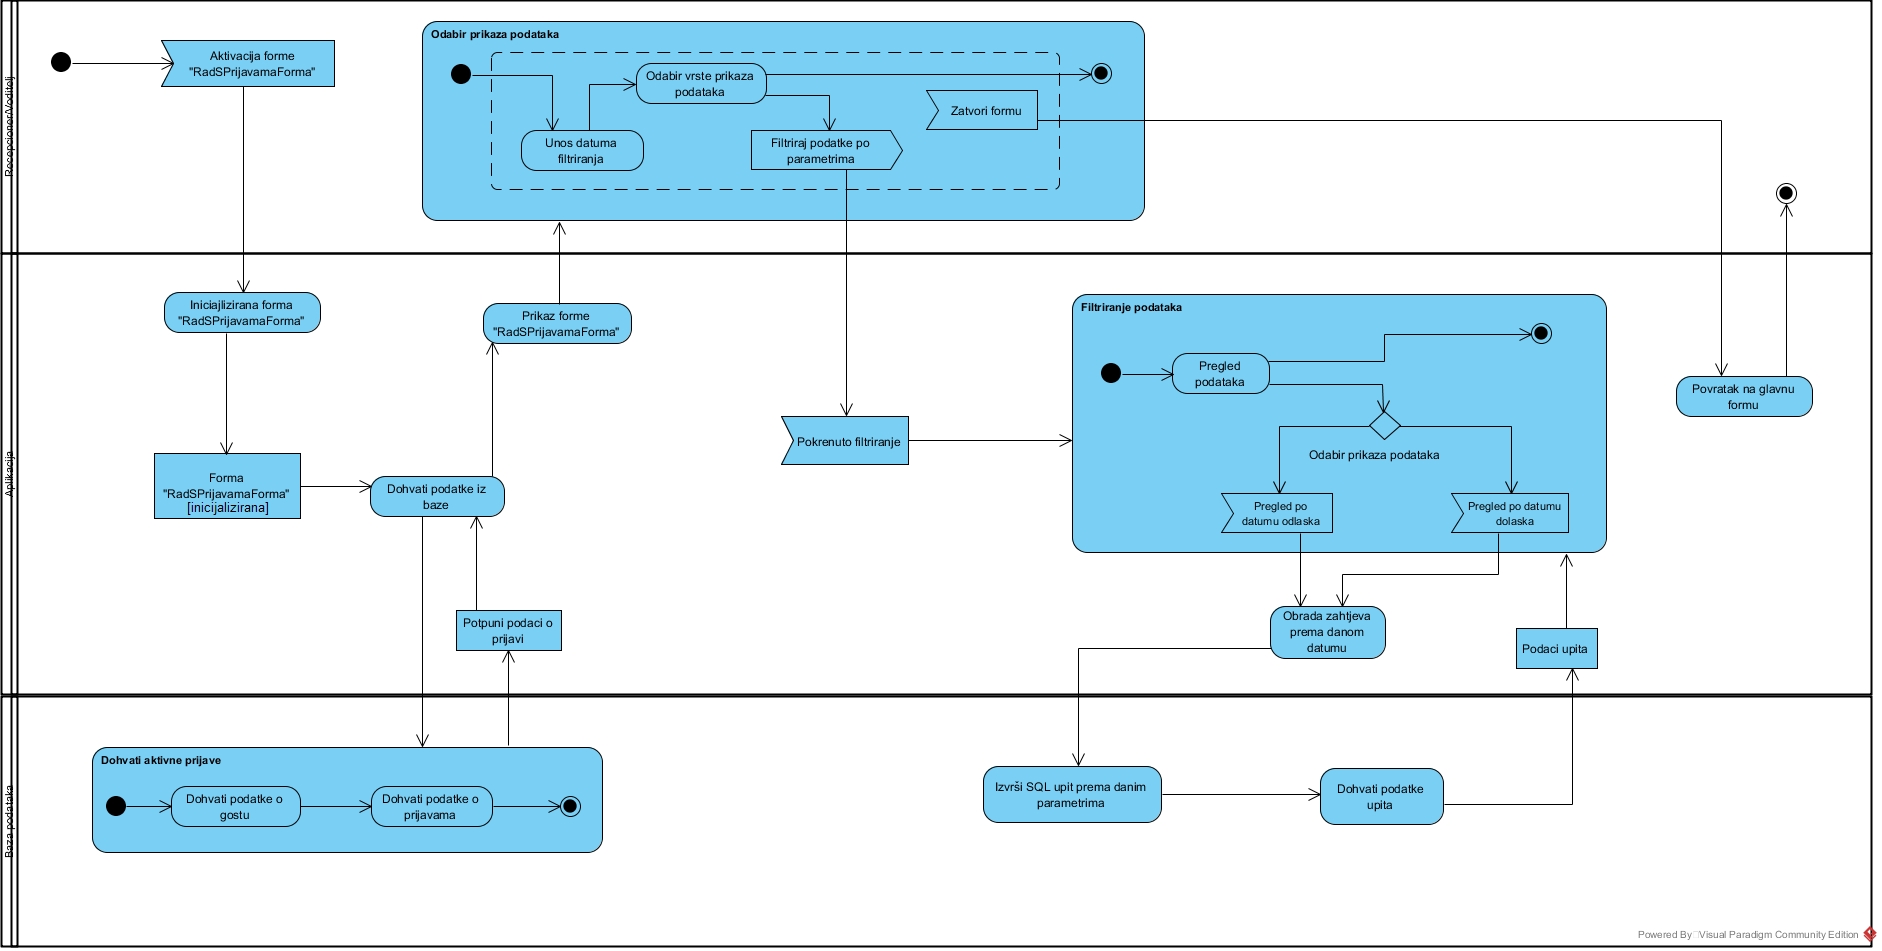 Recepcioner/Voditelj
Aktivacija forme
"RadSPrijavamaForma"
Odabir prikaza podataka
Odabir vrste prikaza
podataka
Unos datuma
filtriranja
Filtriraj podatke po
parametrima
Zatvori formu
Aplikacija
Iniciajlizirana forma
"RadSPrijavamaForma"
Forma
"RadSPrijavamaForma"
[inicijalizirana]
Dohvati podatke iz
baze
Prikaz forme
"RadSPrijavamaForma"
Potpuni podaci o
prijavi
Pokrenuto filtriranje
Filtriranje podataka
Pregled
podataka
Odabir prikaza podataka
Pregled po
datumu odlaska
Pregled po datumu
dolaska
Obrada zahtjeva
prema danom
datumu
Podaci upita
Povratak na glavnu
formu
Baza podataka
Dohvati aktivne prijave
Dohvati podatke o
gostu
Dohvati podatke o
prijavama
Izvrši SQL upit prema danim
parametrima
Dohvati podatke
upita
Powered By Visual Paradigm Community Edition